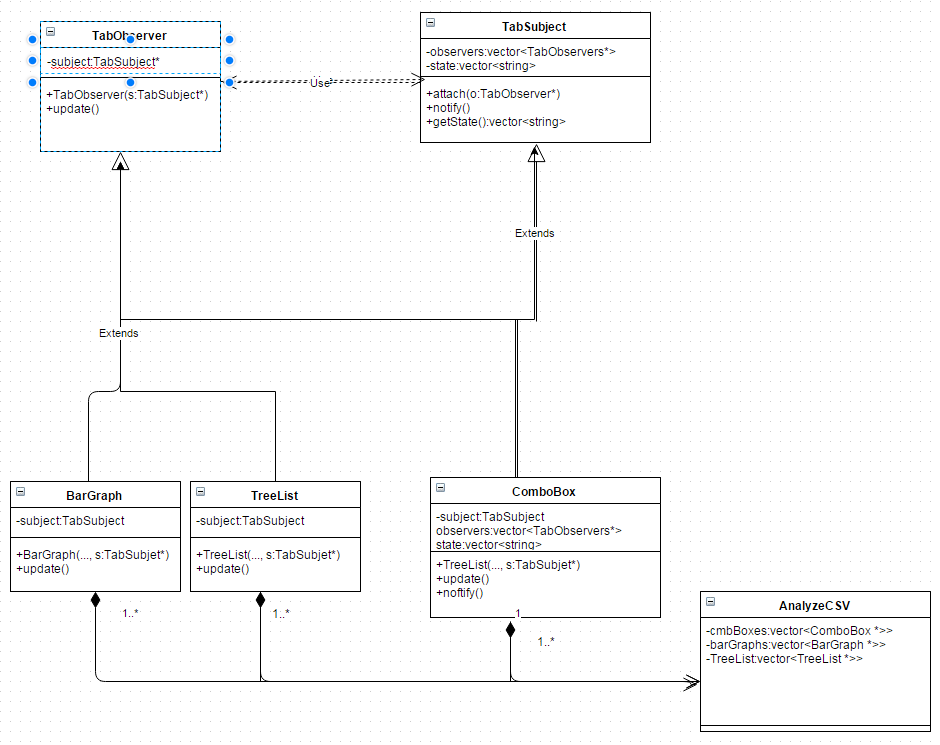 TabObserver
-subject:TabSubject*
+TabObserver(s:TabSubject*)
+update()
TabSubject
-observers:vector<TabObservers*>
-state:vector<string>
+attach(o:TabObserver*)
+notify()
+getState():vector<string>
Use
Extends
Extends
BarGraph
-subject:TabSubject
+BarGraph(..., s:TabSubjet*)
+update()
TreeList
-subject:TabSubject
+TreeList(..., s:TabSubjet*)
+update()
ComboBox
-subject:TabSubject
observers:vector<TabObservers*>
state:vector<string>
+TreeList(..., s:TabSubjet*)
+update()
+noftify()
1
1..*
1..*
1..*
AnalyzeCSV
-cmbBoxes:vector<ComboBox *>>
-barGraphs:vector<BarGraph *>>
-TreeList:vector<TreeList *>>